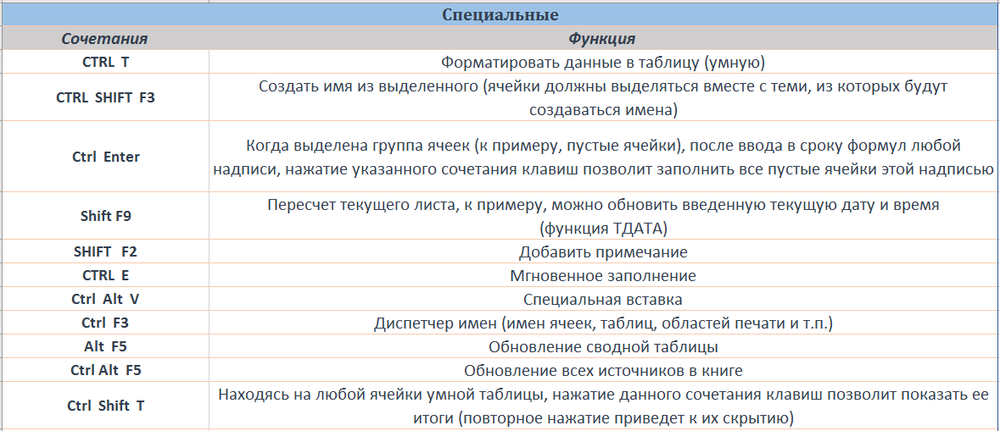 Специальные
Сочетания Функция
CTRL T Форматировать данные в таблицу (умную)
CTRL SHIFT F3 Создать имя из выделенного (ячейки должны выделяться вместе с теми, из которых будут
создаваться имена)
Ctrl Enter Когда выделена группа ячеек (к примеру, пустые ячейки), после ввода в сроку формул любой
надписи, нажатие указанного сочетания клавиш позволит заполнить все пустые ячейки этой надписью
Shift F9 Пересчет текущего листа, к примеру, можно обновить введенную текущую дату и время
(функция ТДАТА)
SHIFT F2 Добавить примечание
CTRL E Мгновенное заполнение
Ctrl Alt V Специальная вставка
Ctrl F3 Диспетчер имен (имен ячеек, таблиц, областей печати и т.п.)
Alt F5 Обновление сводной таблицы
Ctrl Alt F5 Обновление всех источников в книге
Ctrl Shift T Находясь на любой ячейки умной таблицы, нажатие данного сочетания клавиш позволит показать ее
итоги (повторное нажатие приведет к их скрытию)